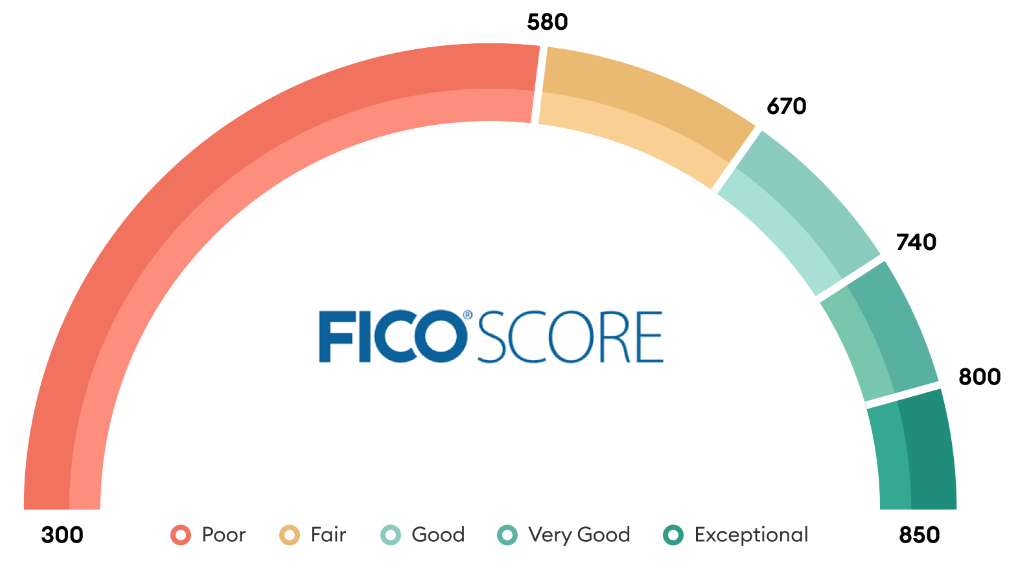 580
670
740
800
FICO® SCORE
300
850
Poor
Fair
Good
Very Good
Exceptional